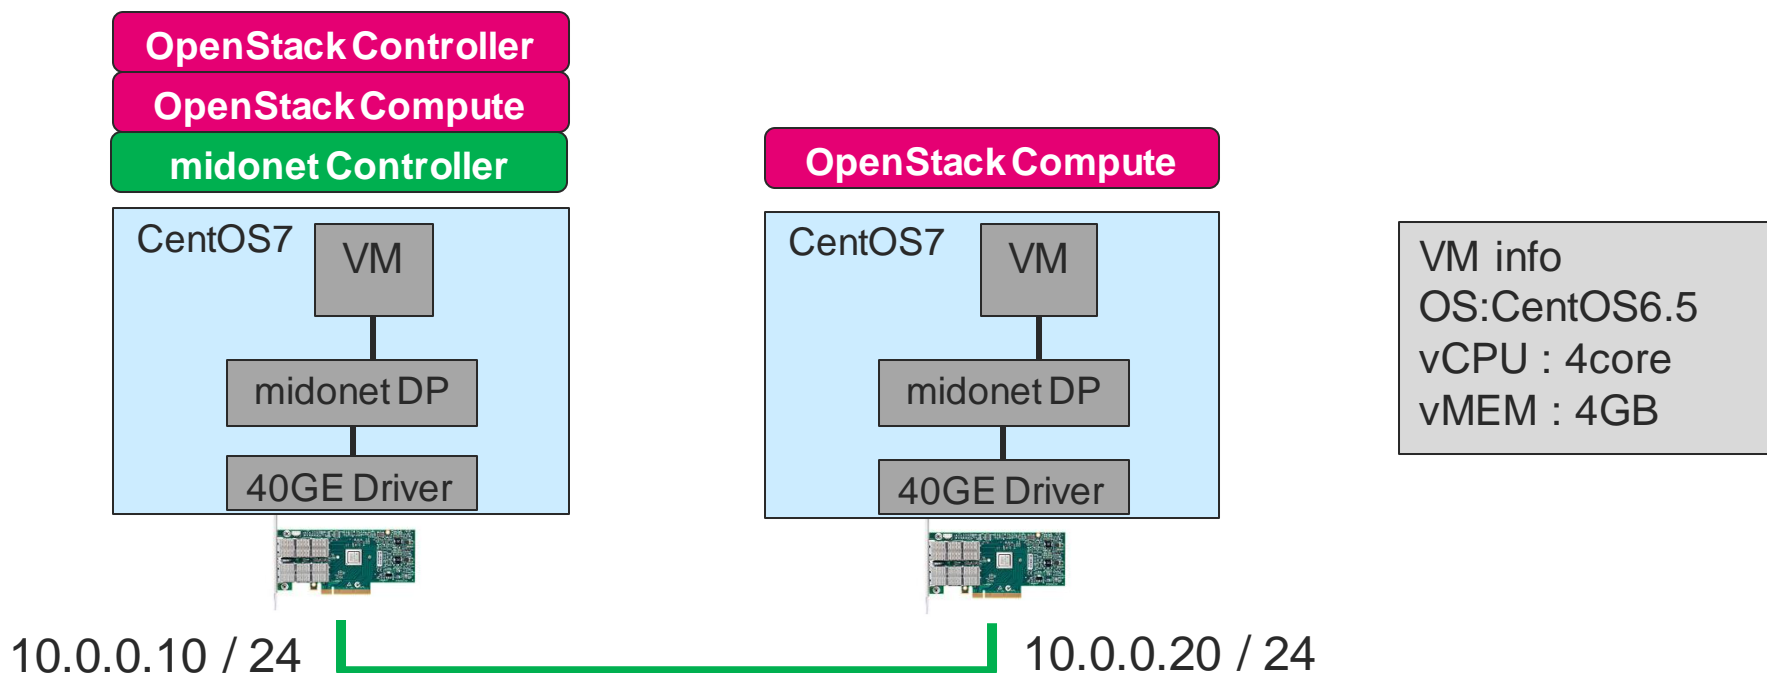 OpenStack Controller
OpenStack Compute
midonet Controller
CentOS7
VM
midonet DP
40GE Driver
10.0.0.10 / 24
OpenStack Compute
CentOS7
VM
midonet DP
40GE Driver
10.0.0.20 / 24
VM info
OS:CentOS6.5
vCPU : 4core
vMEM : 4GB